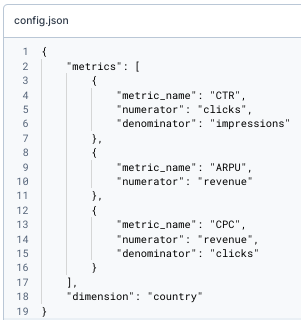 config.json
1 {
2     "metrics": [
3         {
4             "metric_name": "CTR",
5             "numerator": "clicks",
6             "denominator": "impressions"
7         },
8         {
9             "metric_name": "ARPU",
10             "numerator": "revenue"
11         },
12         {
13             "metric_name": "CPC",
14             "numerator": "revenue",
15             "denominator": "clicks"
16         }
17     ],
18     "dimension": "country"
19 }